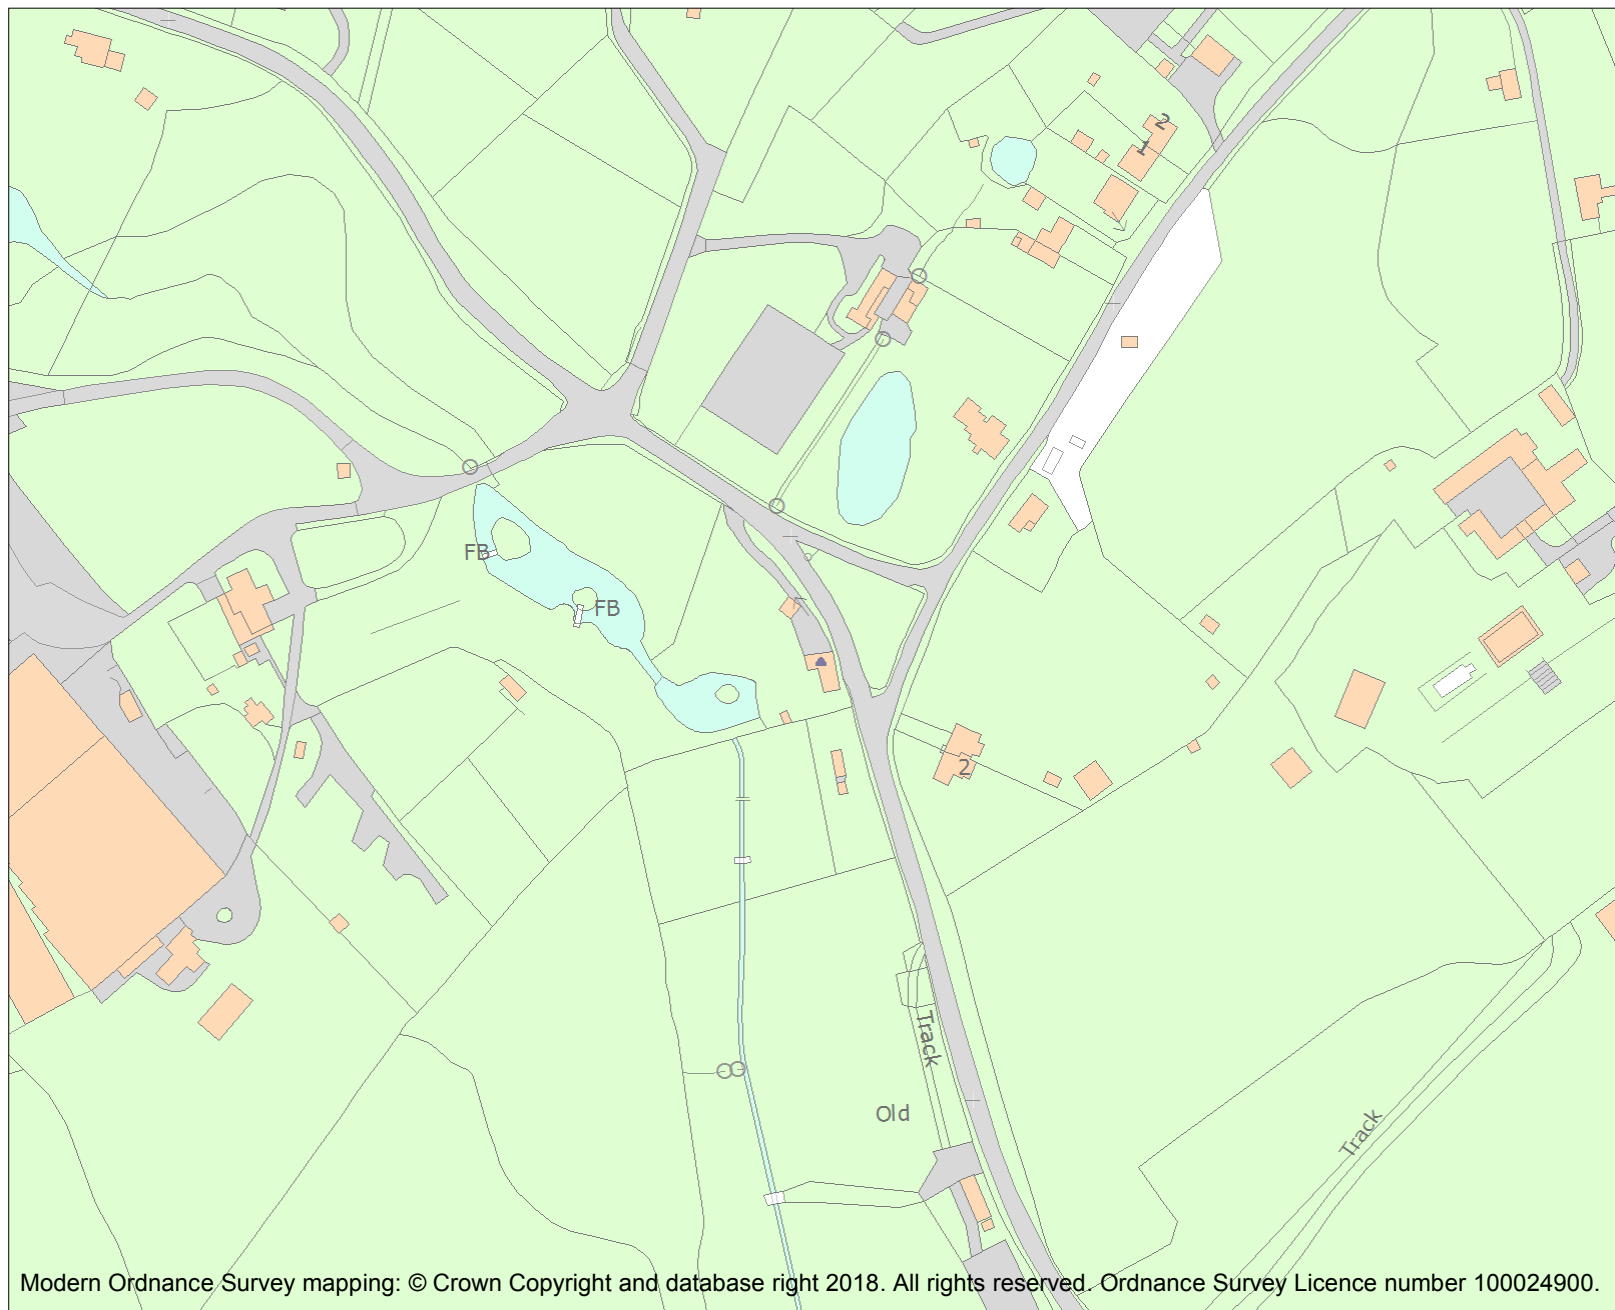 2
1
FB
FB
2
Track
Old
Track
Modern Ordnance Survey mapping: © Crown Copyright and database right 2018. All rights reserved. Ordnance Survey Licence number 100024900.